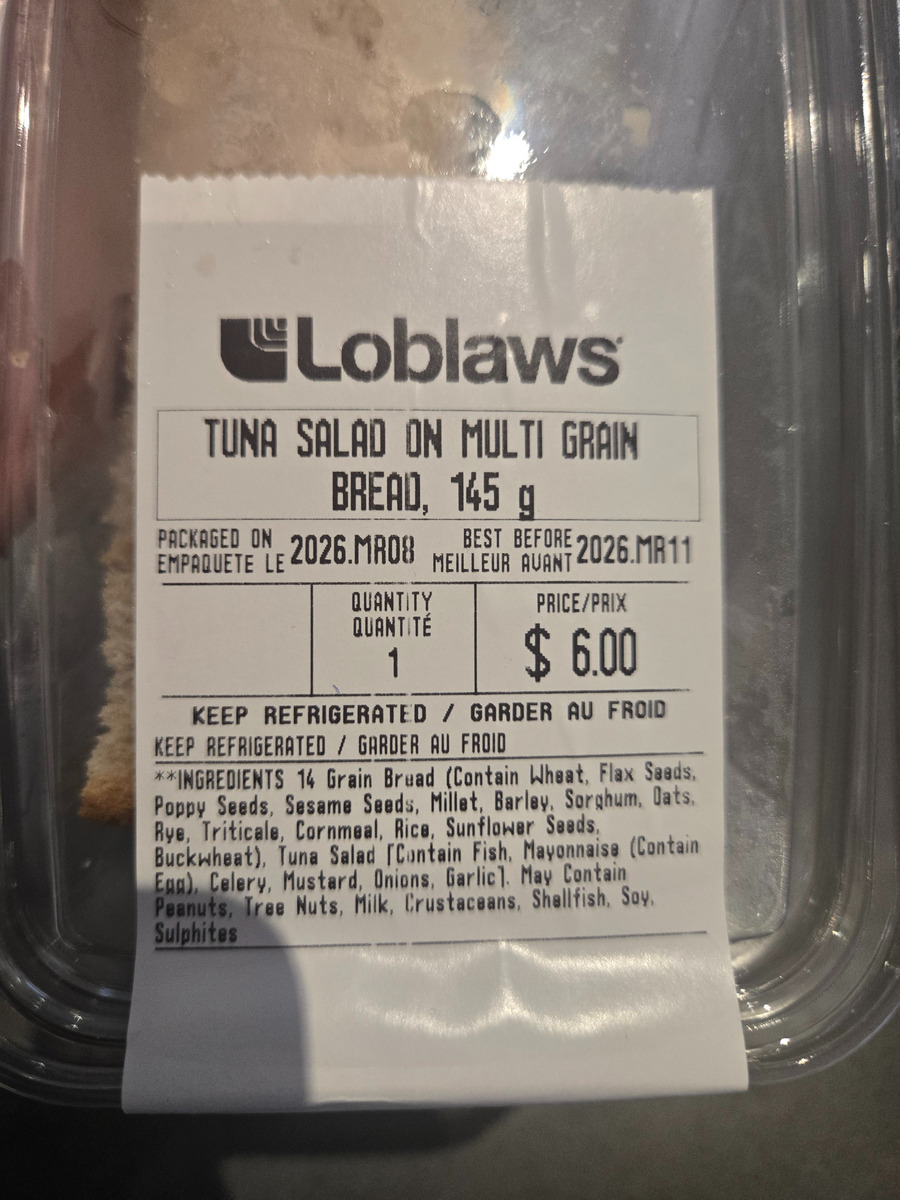 Loblaws
TUNA SALAD ON MULTI GRAIN
BREAD, 145 g
PACKAGED ON
EMPAQUETE LE
2026.MR08
BEST BEFORE
MEILLEUR AVANT
2026.MR11
QUANTITY
QUANTITÉ
1
PRICE/PRIX
$ 6.00
KEEP REFRIGERATED / GARDER AU FROID
KEEP REFRIGERATED / GARDER AU FROID
**INGREDIENTS 14 Grain Bread (Contain Wheat, Flax Seeds,
Poppy Seeds, Sesame Seeds, Millet, Barley, Sorghum, Oats,
Rye, Triticale, Cornmeal, Rice, Sunflower Seeds,
Buckwheat), Tuna Salad [Contain Fish, Mayonnaise (Contain
Egg), Celery, Mustard, Onions, Garlic]. May Contain
Peanuts, Tree Nuts, Milk, Crustaceans, Shellfish, Soy,
Sulphites